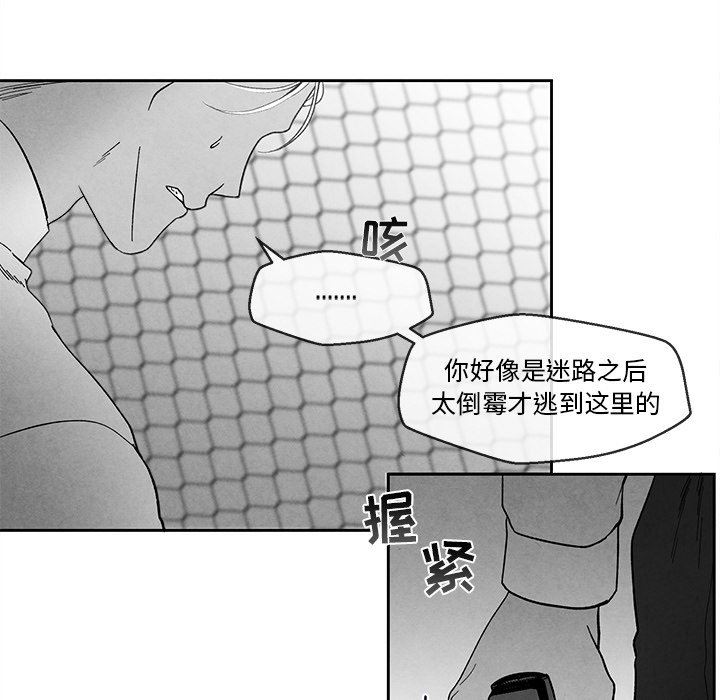 咳
.......
你好像是迷路之后
太倒霉才逃到这里的
握
紧